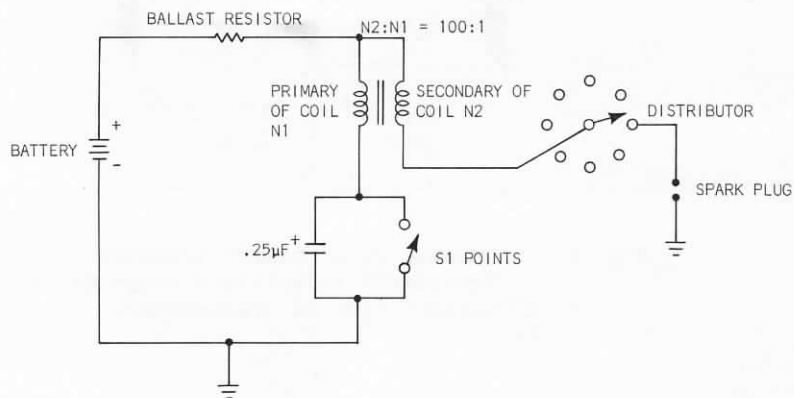 BALLAST RESISTOR
N2:N1 = 100:1
PRIMARY
OF COIL
N1
SECONDARY OF
COIL N2
DISTRIBUTOR
+
BATTERY
-
SPARK PLUG
.25µF
+
S1 POINTS